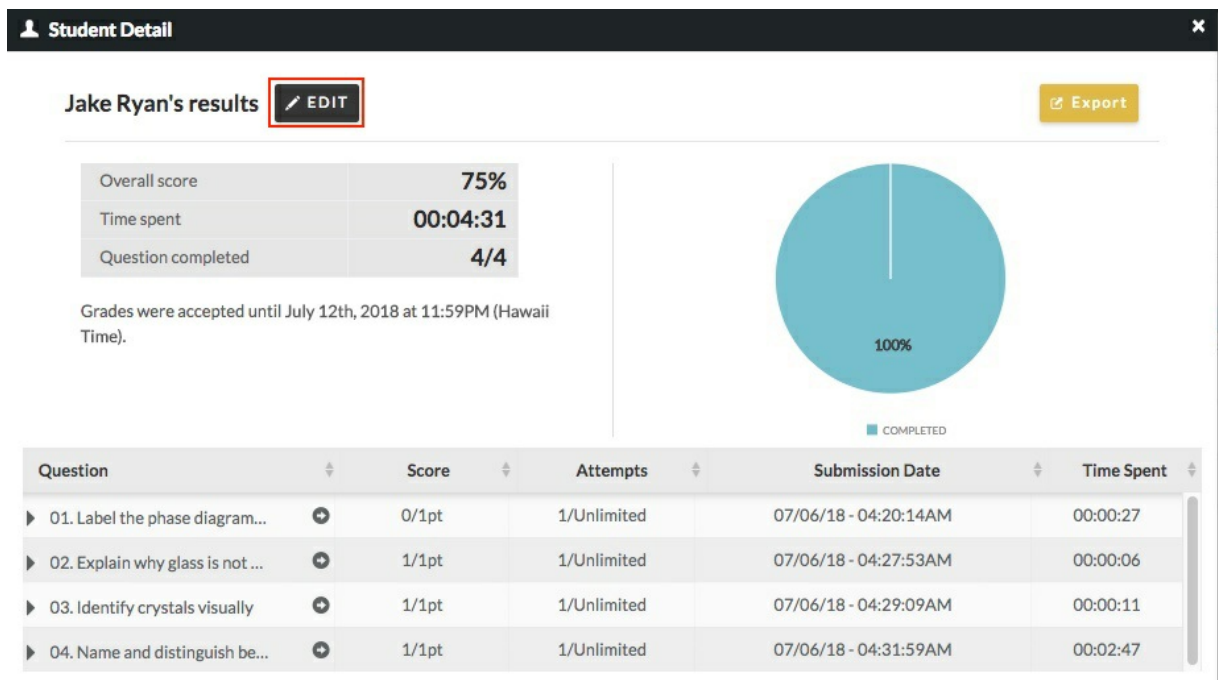 Student Detail
Jake Ryan's results EDIT Export
Overall score 75%
Time spent 00:04:31
Question completed 4/4
Grades were accepted until July 12th, 2018 at 11:59PM (Hawaii
Time).
100%
COMPLETED
Question Score Attempts Submission Date Time Spent
01. Label the phase diagram... 0/1pt 1/Unlimited 07/06/18 - 04:20:14AM 00:00:27
02. Explain why glass is not ... 1/1pt 1/Unlimited 07/06/18 - 04:27:53AM 00:00:06
03. Identify crystals visually 1/1pt 1/Unlimited 07/06/18 - 04:29:09AM 00:00:11
04. Name and distinguish be... 1/1pt 1/Unlimited 07/06/18 - 04:31:59AM 00:02:47